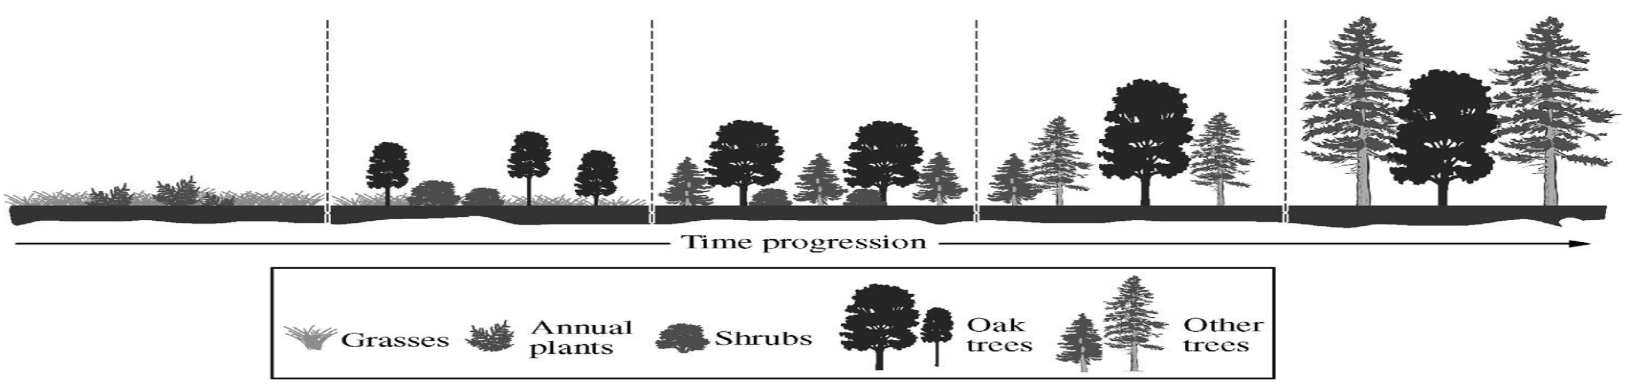 Time progression
Grasses
Annual
plants
Shrubs
Oak
trees
Other
trees